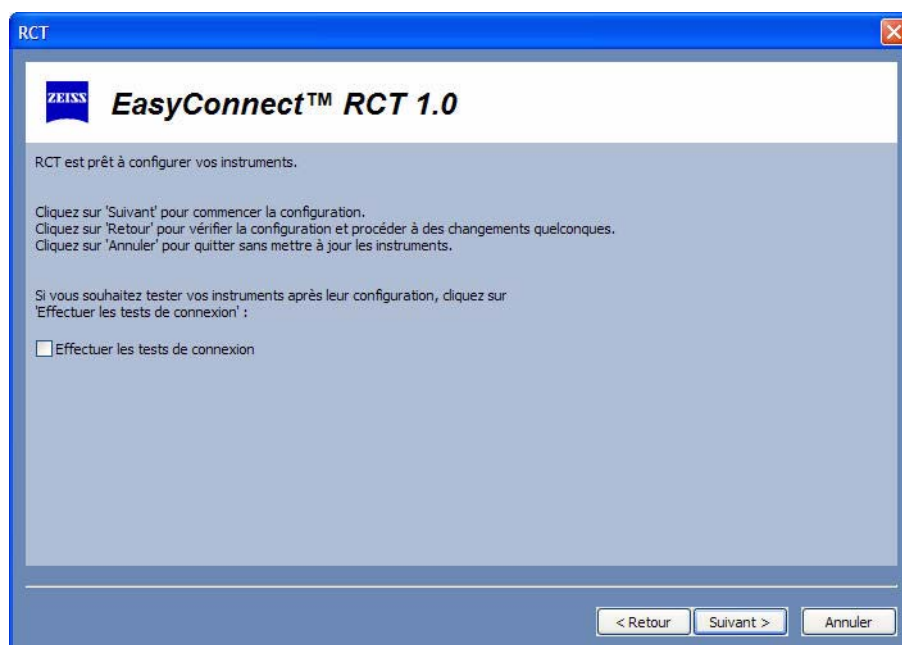 RCT
ZEISS
EasyConnect™ RCT 1.0
RCT est prêt à configurer vos instruments.
Cliquez sur 'Suivant' pour commencer la configuration.
Cliquez sur 'Retour' pour vérifier la configuration et procéder à des changements quelconques.
Cliquez sur 'Annuler' pour quitter sans mettre à jour les instruments.
Si vous souhaitez tester vos instruments après leur configuration, cliquez sur
'Effectuer les tests de connexion' :
Effectuer les tests de connexion
< Retour Suivant > Annuler